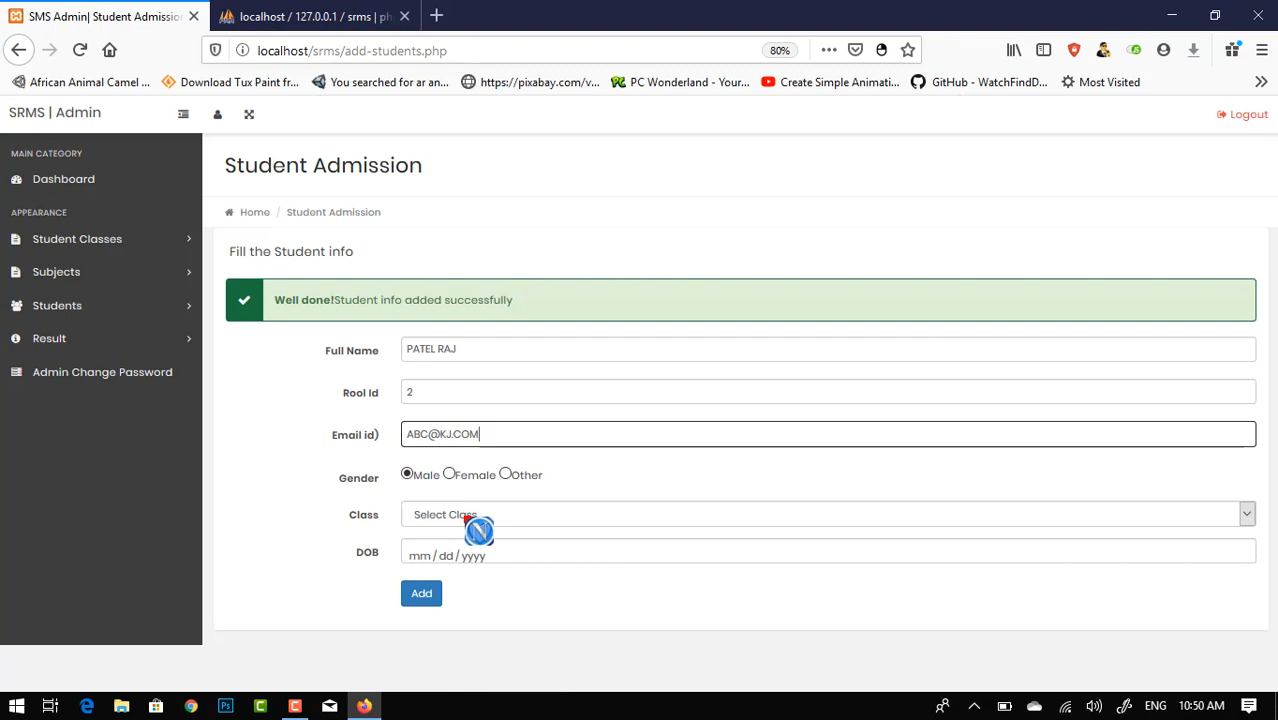 SMS Admin| Student Admission
localhost / 127.0.0.1 / srms | ph
localhost/srms/add-students.php
80%
African Animal Camel ...
Download Tux Paint fr...
You searched for ar an...
https://pixabay.com/v...
PC Wonderland - Your...
Create Simple Animati...
GitHub - WatchFindD...
Most Visited
SRMS | Admin
Logout
MAIN CATEGORY
Dashboard
APPEARANCE
Student Classes
Subjects
Students
Result
Admin Change Password
Student Admission
Home / Student Admission
Fill the Student info
Well done!Student info added successfully
Full Name PATEL RAJ
Rool Id 2
Email id) ABC@KJ.COM
Gender Male Female Other
Class Select Class
DOB mm / dd / yyyy
Add
ENG 10:50 AM